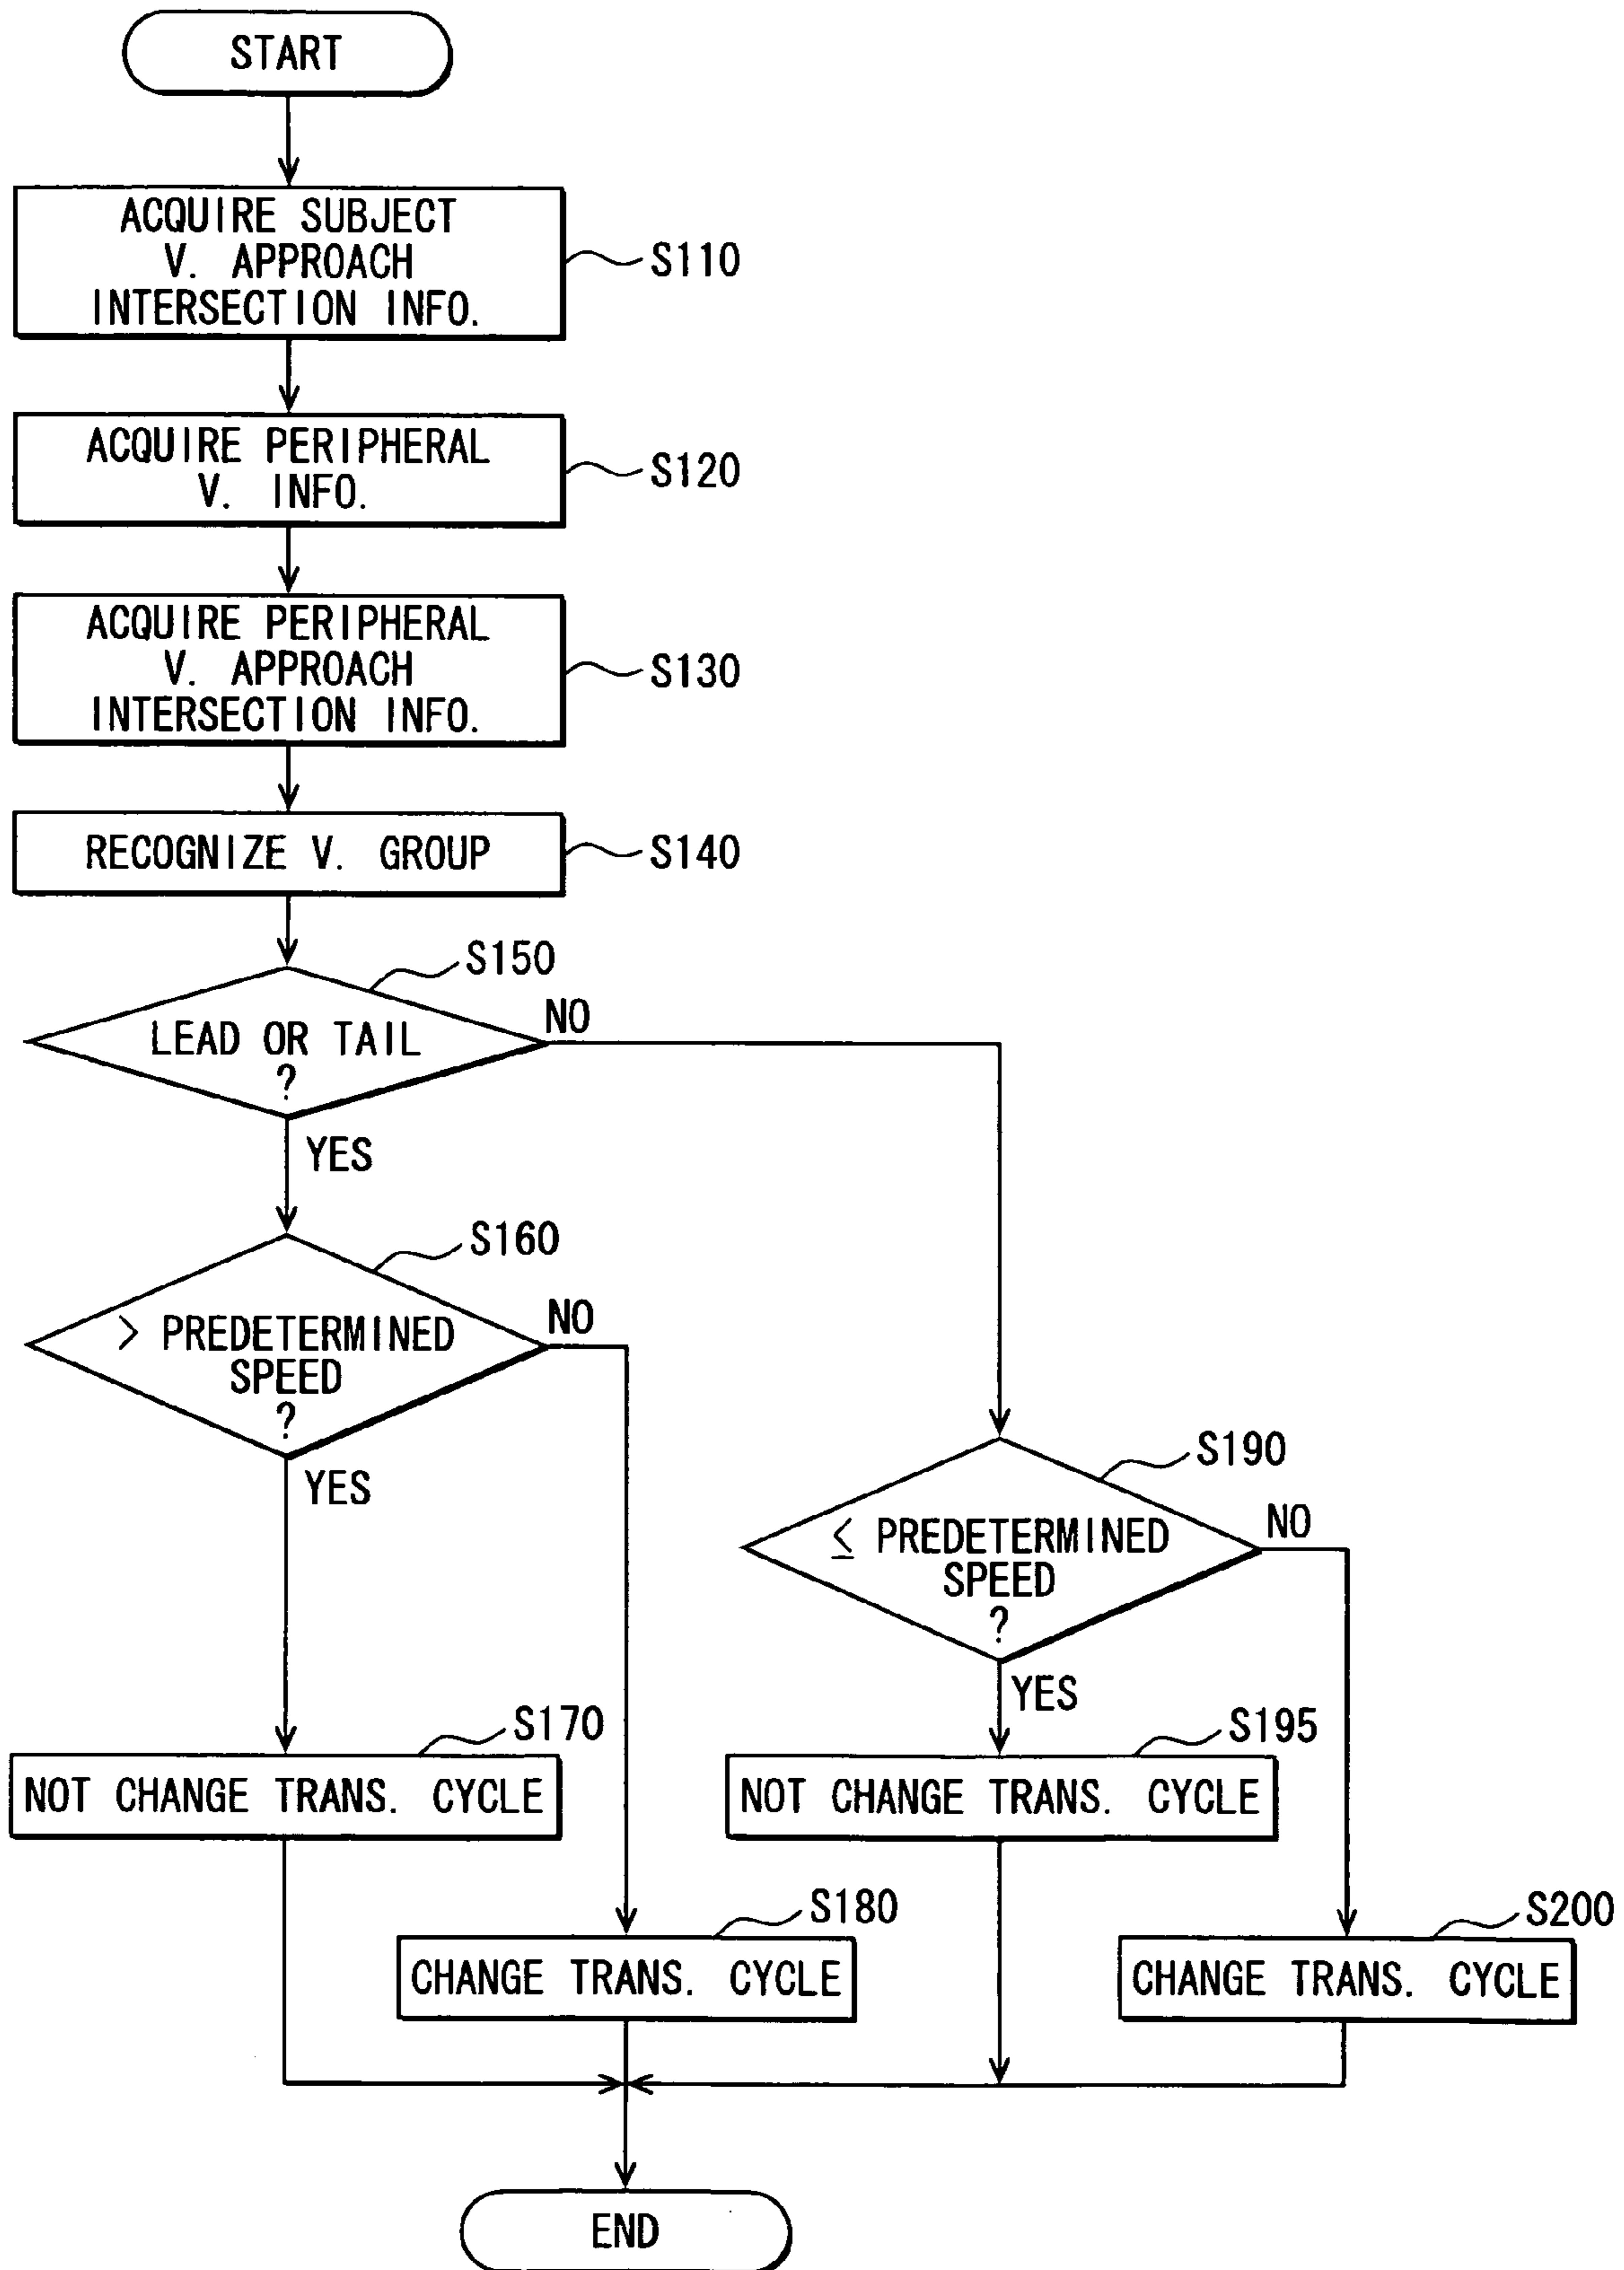 START
ACQUIRE SUBJECT
V. APPROACH
INTERSECTION INFO.
S110
ACQUIRE PERIPHERAL
V. INFO.
S120
ACQUIRE PERIPHERAL
V. APPROACH
INTERSECTION INFO.
S130
RECOGNIZE V. GROUP
S140
S150
LEAD OR TAIL
?
NO
YES
S160
> PREDETERMINED
SPEED
?
NO
YES
S190
≤ PREDETERMINED
SPEED
?
NO
YES
S170
NOT CHANGE TRANS. CYCLE
S195
NOT CHANGE TRANS. CYCLE
S180
CHANGE TRANS. CYCLE
S200
CHANGE TRANS. CYCLE
END